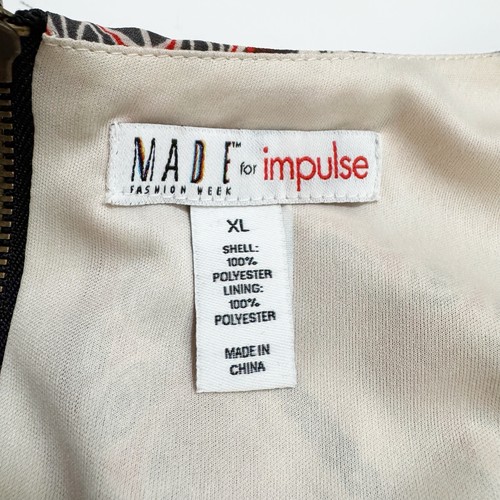 MADE™ for impulse
FASHION WEEK
XL
SHELL:
100%
POLYESTER
LINING:
100%
POLYESTER
MADE IN
CHINA